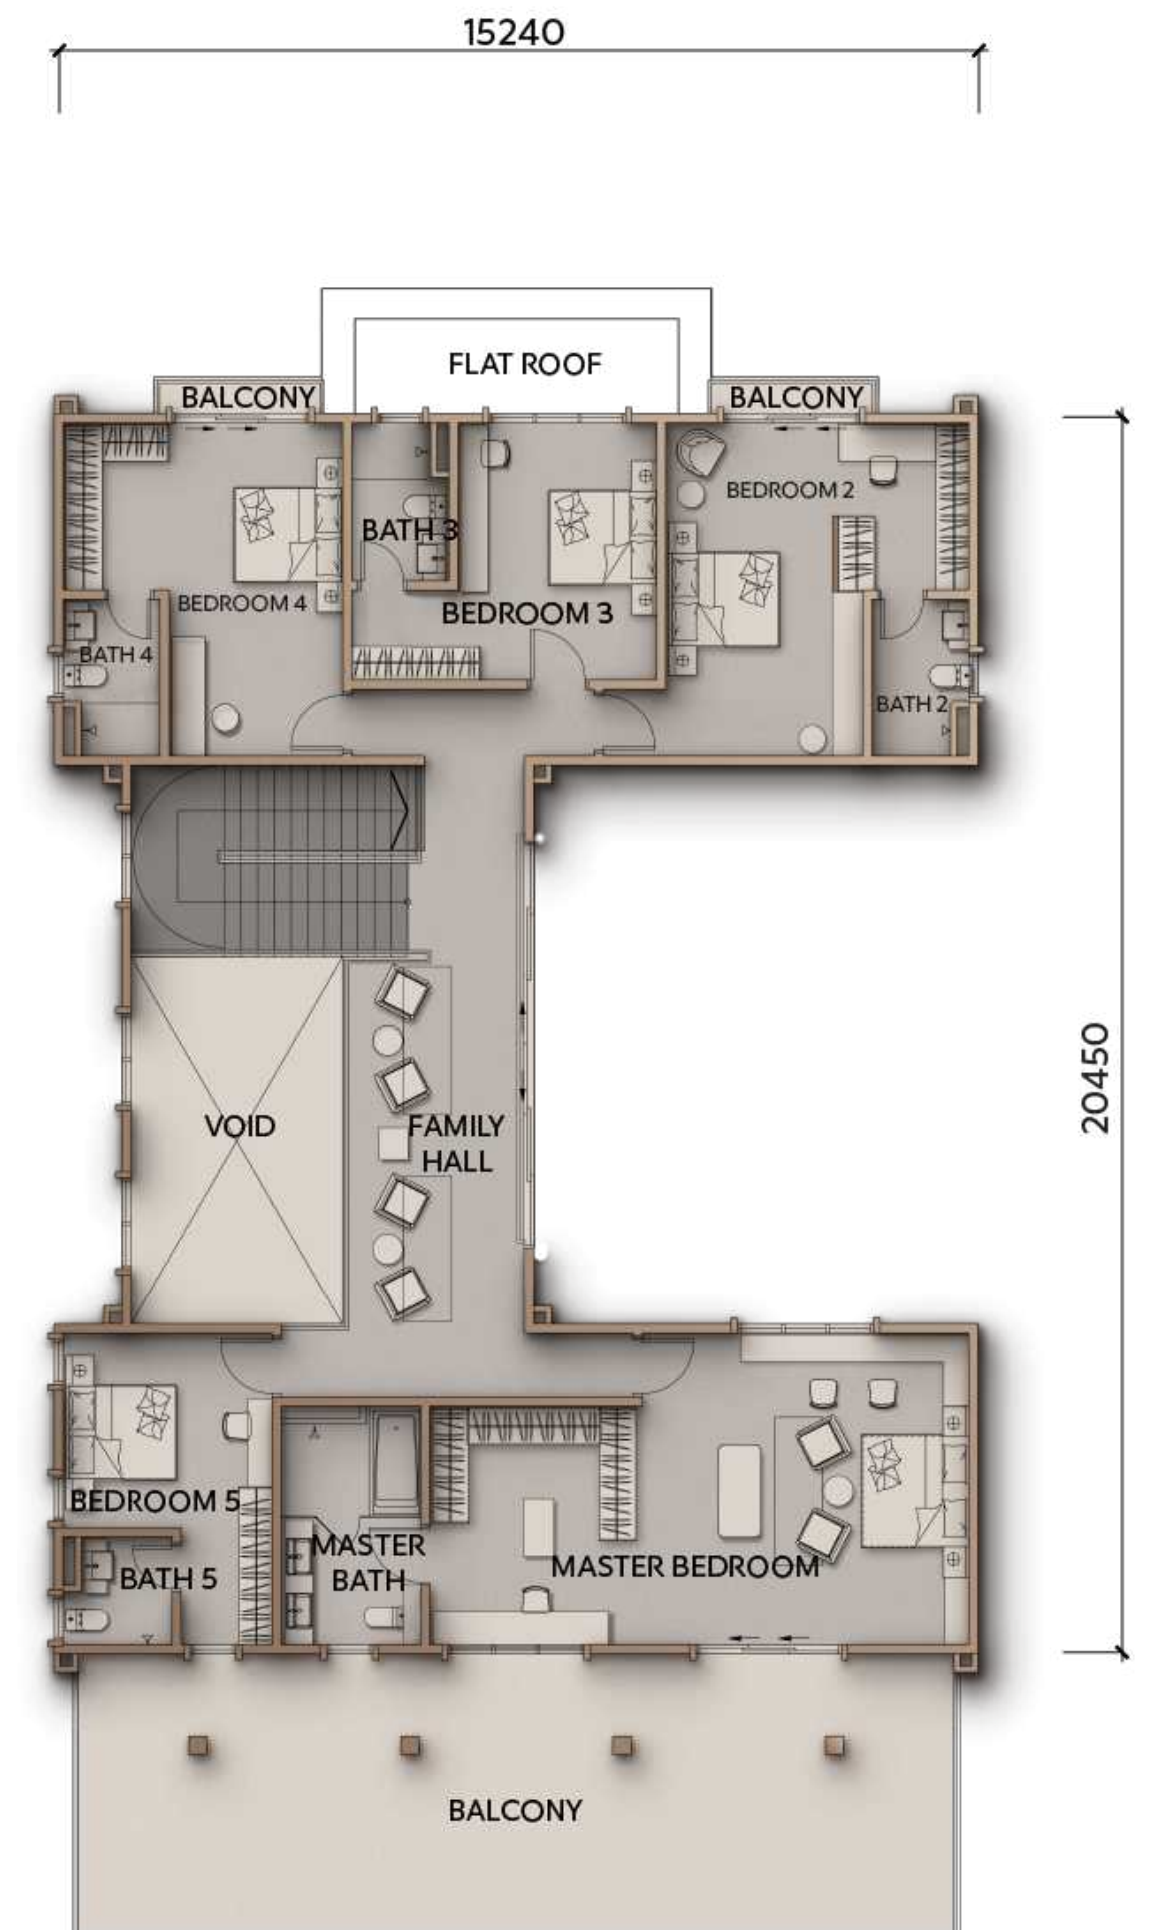 15240
FLAT ROOF
BALCONY
BALCONY
BEDROOM 2
BATH 3
BEDROOM 4
BEDROOM 3
BATH 4
BATH 2
20450
VOID
FAMILY
HALL
BEDROOM 5
MASTER
BATH
MASTER BEDROOM
BATH 5
BALCONY